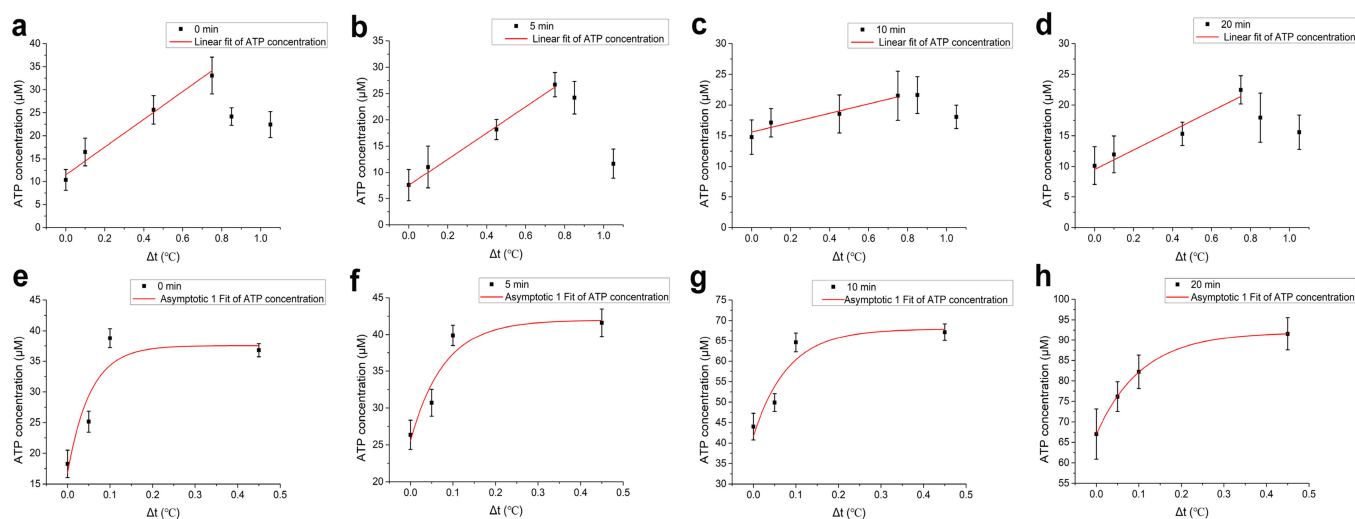 a
0 min
Linear fit of ATP concentration
ATP concentration (µM)
40
35
30
25
20
15
10
5
0
0.0 0.2 0.4 0.6 0.8 1.0
Δt (℃)
b
5 min
Linear fit of ATP concentration
ATP concentration (µM)
35
30
25
20
15
10
5
0
0.0 0.2 0.4 0.6 0.8 1.0
Δt (℃)
c
10 min
Linear fit of ATP concentration
ATP concentration (µM)
30
25
20
15
10
5
0
0.0 0.2 0.4 0.6 0.8 1.0
Δt (℃)
d
20 min
Linear fit of ATP concentration
ATP concentration (µM)
30
25
20
15
10
5
0
0.0 0.2 0.4 0.6 0.8 1.0
Δt (℃)
e
0 min
Asymptotic 1 Fit of ATP concentration
ATP concentration (µM)
45
40
35
30
25
20
15
0.0 0.1 0.2 0.3 0.4 0.5
Δt (℃)
f
5 min
Asymptotic 1 Fit of ATP concentration
ATP concentration (µM)
45
40
35
30
25
20
0.0 0.1 0.2 0.3 0.4 0.5
Δt (℃)
g
10 min
Asymptotic 1 Fit of ATP concentration
ATP concentration (µM)
75
70
65
60
55
50
45
40
35
30
0.0 0.1 0.2 0.3 0.4 0.5
Δt (℃)
h
20 min
Asymptotic 1 Fit of ATP concentration
ATP concentration (µM)
100
95
90
85
80
75
70
65
60
55
0.0 0.1 0.2 0.3 0.4 0.5
Δt (℃)